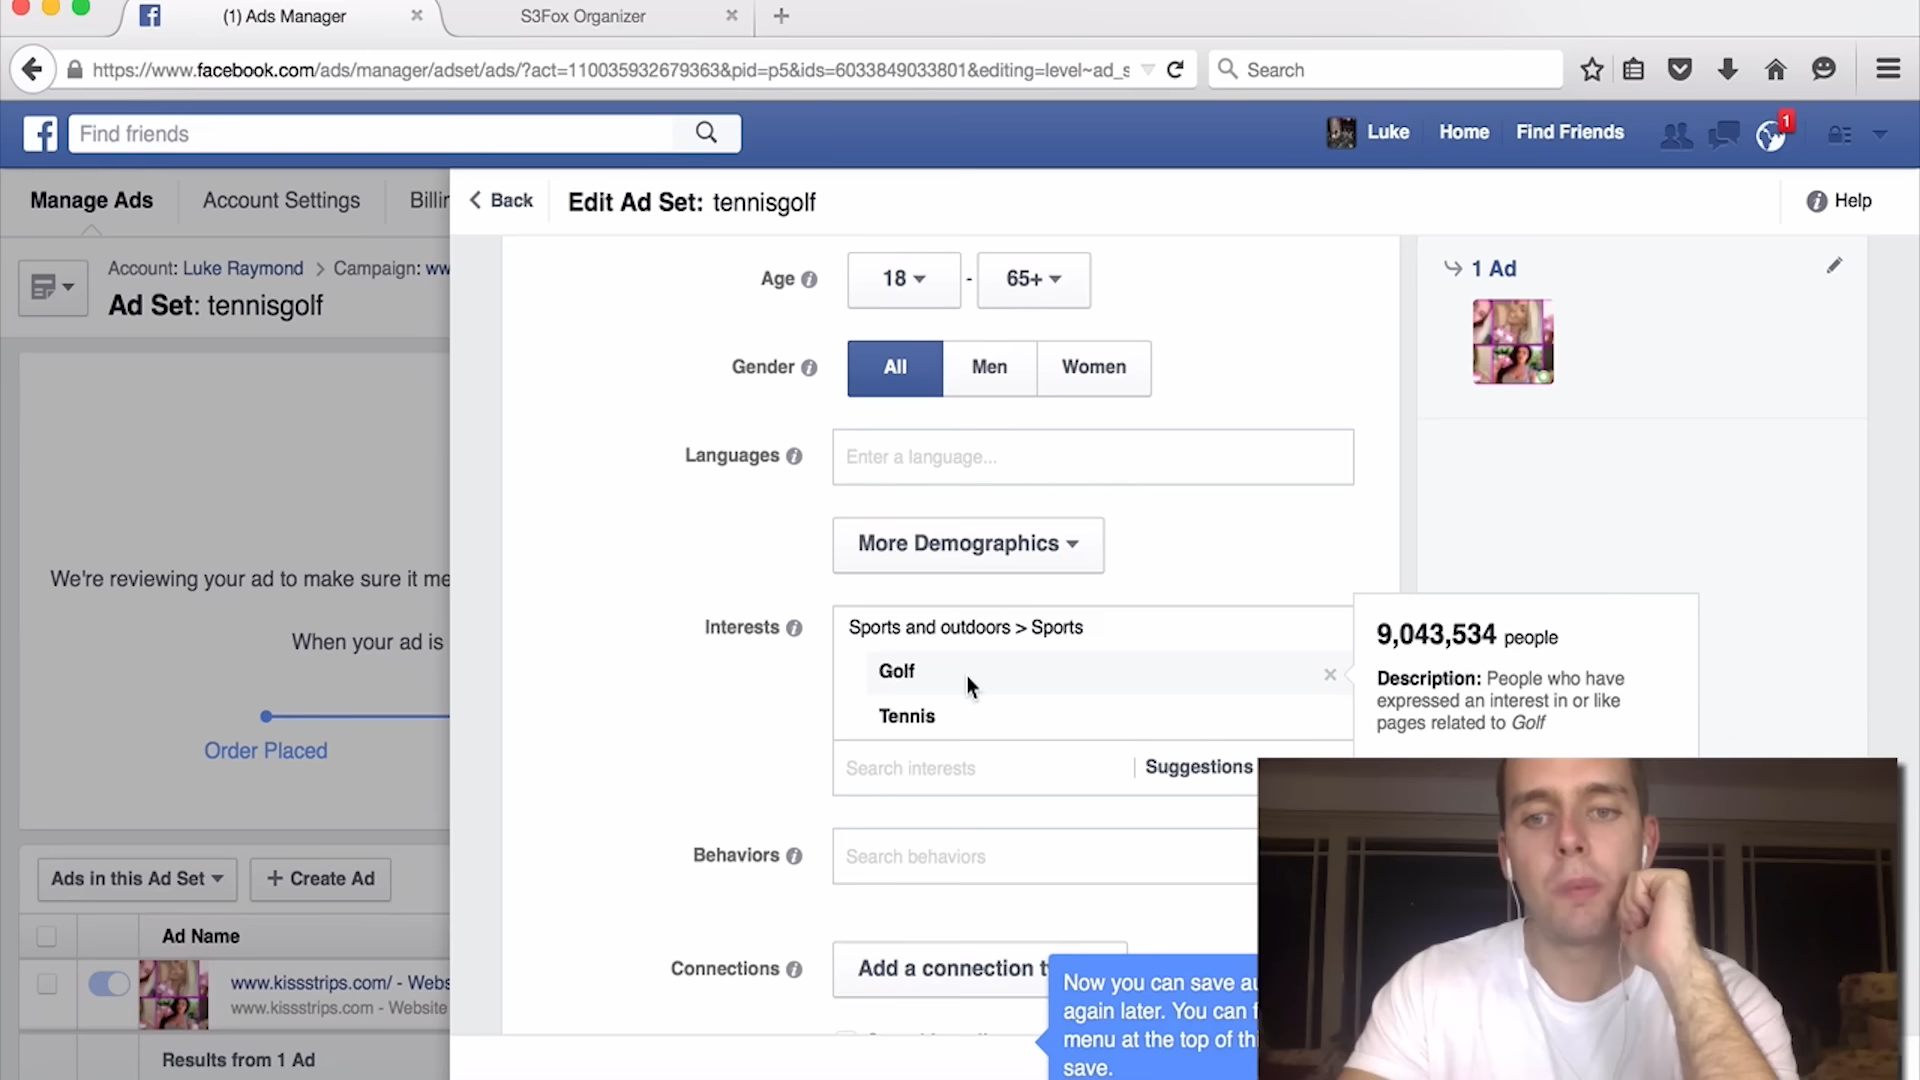 (1) Ads Manager
S3Fox Organizer
https://www.facebook.com/ads/manager/adset/ads/?act=110035932679363&pid=p5&ids=6033849033801&editing=level~ad_s
Search
Find friends
Luke
Home
Find Friends
1
Manage Ads
Account Settings
Billin
Back
Edit Ad Set: tennisgolf
Help
Account: Luke Raymond > Campaign: ww
Ad Set: tennisgolf
Age
18
-
65+
1 Ad
Gender
All
Men
Women
Languages
Enter a language...
More Demographics
We're reviewing your ad to make sure it me
When your ad is
Order Placed
Interests
Sports and outdoors > Sports
Golf
Tennis
Search interests
Suggestions
9,043,534 people
Description: People who have
expressed an interest in or like
pages related to Golf
Behaviors
Search behaviors
Ads in this Ad Set
+ Create Ad
Ad Name
www.kissstrips.com/ - Webs
www.kissstrips.com - Website
Results from 1 Ad
Connections
Add a connection t
Now you can save au
again later. You can f
menu at the top of thi
save.